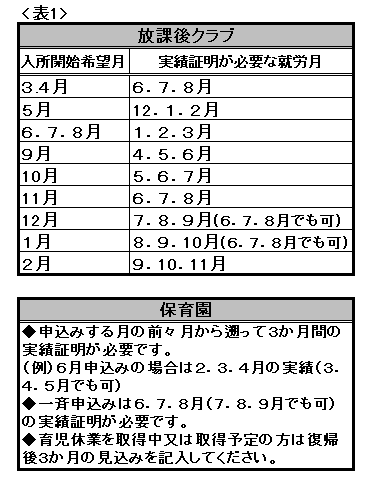 <表1>
放課後クラブ
入所開始希望月 実績証明が必要な就労月
3.4月 6.7.8月
5月 12.1.2月
6.7.8月 1.2.3月
9月 4.5.6月
10月 5.6.7月
11月 6.7.8月
12月 7.8.9月(6.7.8月でも可)
1月 8.9.10月(6.7.8月でも可)
2月 9.10.11月
保育園
◆申込みする月の前々月から遡って3か月間の
実績証明が必要です。
(例)6月申込みの場合は2.3.4月の実績(3.
4.5月でも可)
◆一斉申込みは6.7.8月(7.8.9月でも可)
の実績証明が必要です。
◆育児休業を取得中又は取得予定の方は復帰
後3か月の見込みを記入してください。